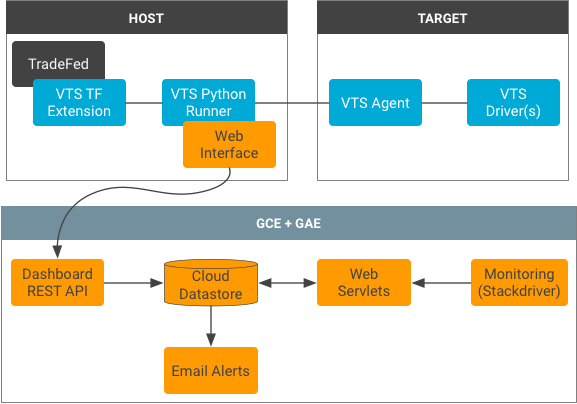 HOST
TARGET
TradeFed
VTS TF
Extension
VTS Python
Runner
VTS Agent
VTS
Driver(s)
Web
Interface
GCE + GAE
Dashboard
REST API
Cloud
Datastore
Web
Servlets
Monitoring
(Stackdriver)
Email Alerts